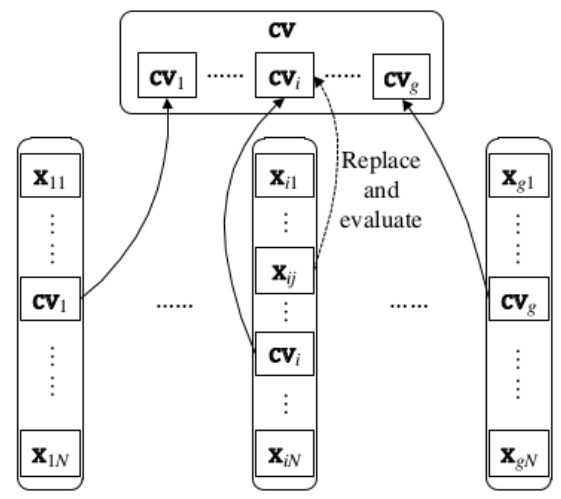 CV
CV1 ...... CVi ...... CVg
Replace
and
evaluate
X11
Xi1
Xg1
Xij
CV1
......
......
CVg
CVi
X1N
XiN
XgN